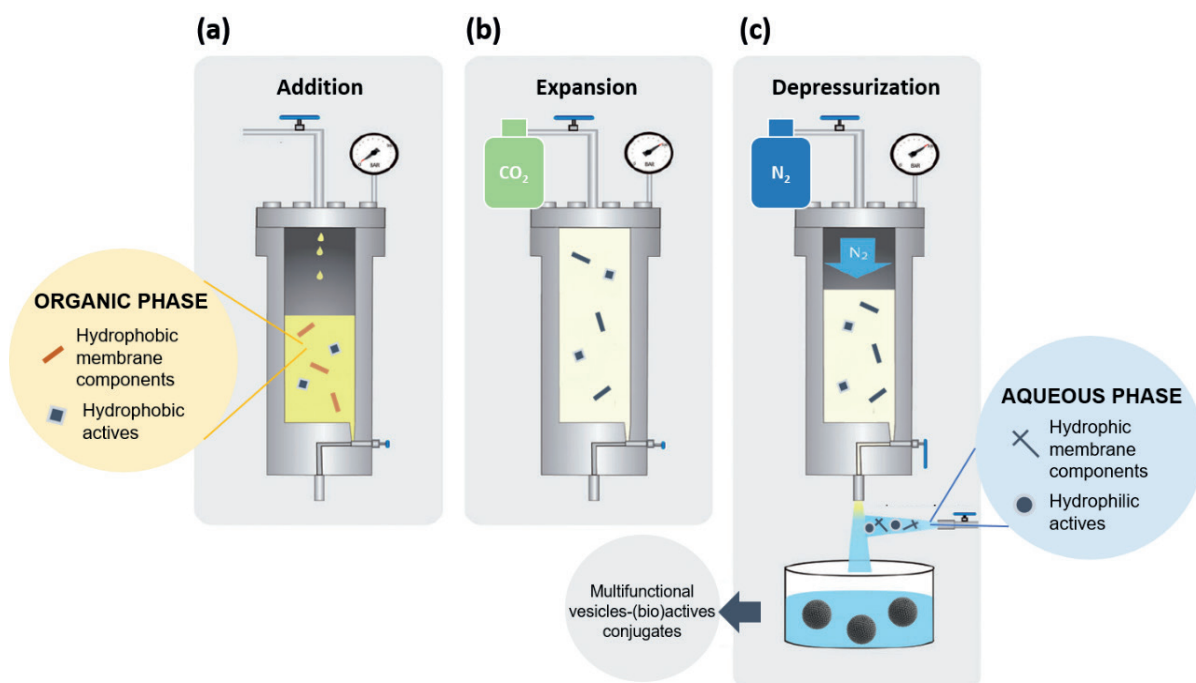 (a)
Addition
ORGANIC PHASE
Hydrophobic
membrane
components
Hydrophobic
actives
(b)
Expansion
CO2
(c)
Depressurization
N2
N2
AQUEOUS PHASE
Hydrophic
membrane
components
Hydrophilic
actives
Multifunctional
vesicles-(bio)actives
conjugates